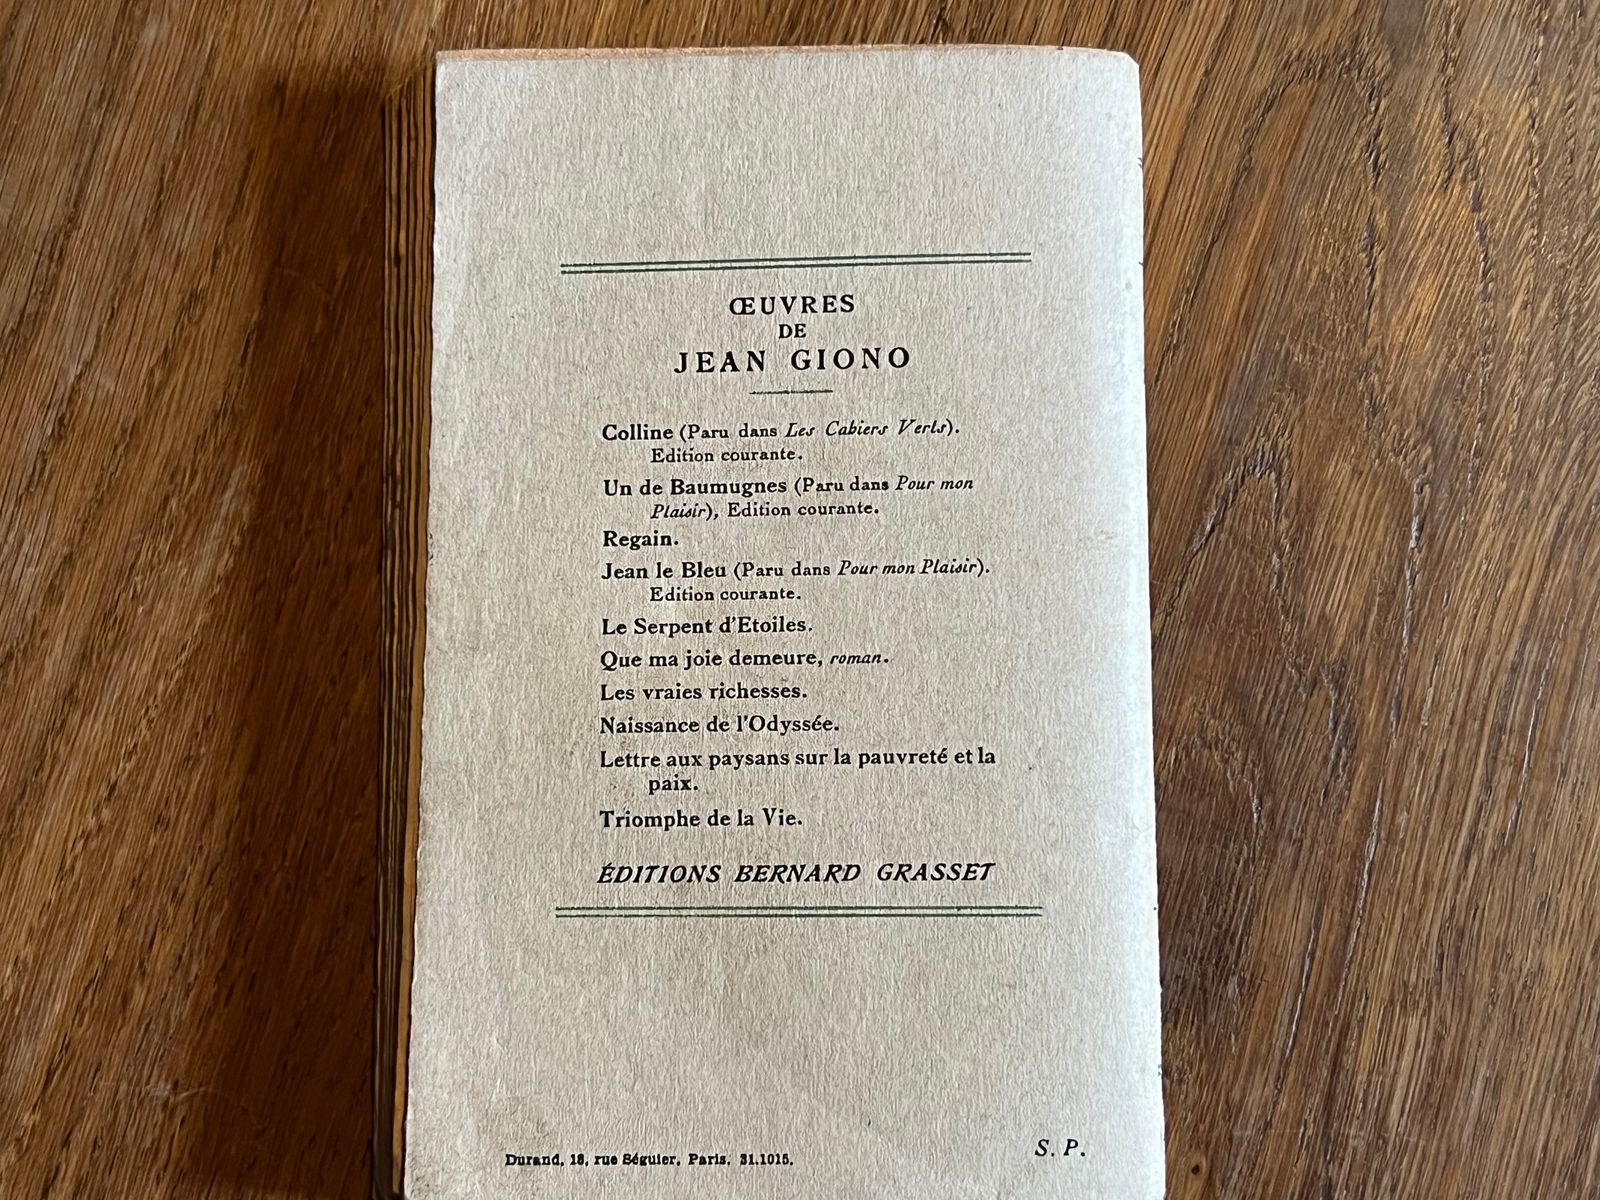 ŒUVRES
DE
JEAN GIONO
Colline (Paru dans Les Cahiers Verts).
Edition courante.
Un de Baumugnes (Paru dans Pour mon
Plaisir), Edition courante.
Regain.
Jean le Bleu (Paru dans Pour mon Plaisir).
Edition courante.
Le Serpent d'Etoiles.
Que ma joie demeure, roman.
Les vraies richesses.
Naissance de l'Odyssée.
Lettre aux paysans sur la pauvreté et la
paix.
Triomphe de la Vie.
ÉDITIONS BERNARD GRASSET
Durand, 18, rue Séguier, Paris, 31.1015.
S. P.